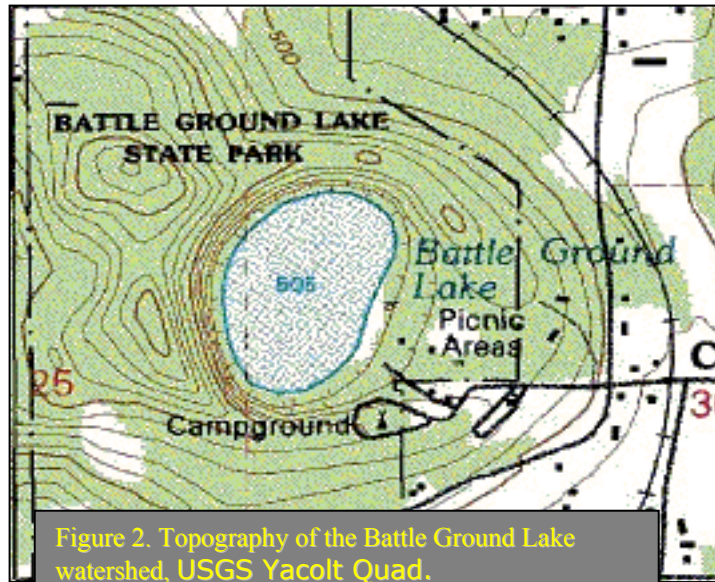 500
BATTLE GROUND LAKE
STATE PARK
505
Battle Ground
Lake
Picnic
Areas
25
Campground
Figure 2. Topography of the Battle Ground Lake
watershed, USGS Yacolt Quad.